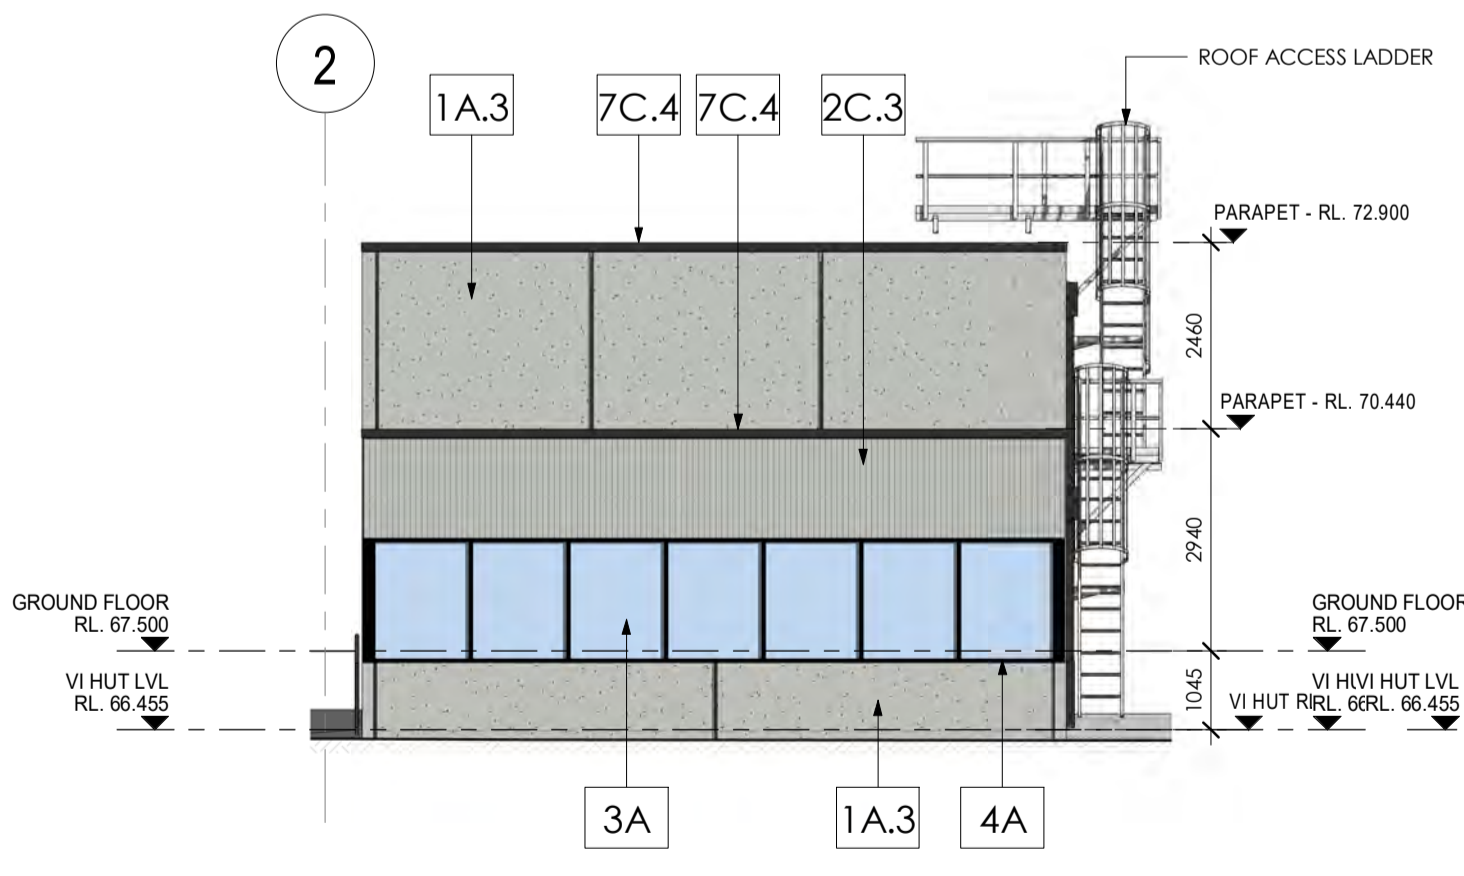 2
ROOF ACCESS LADDER
1A.3
7C.4
7C.4
2C.3
PARAPET - RL. 72.900
2460
PARAPET - RL. 70.440
2940
GROUND FLOOR
RL. 67.500
GROUND FLOOR
RL. 67.500
1045
VI HUT LVL
RL. 66.455
VI HUT
VI HUT LVL
RL. 66.455
3A
1A.3
4A